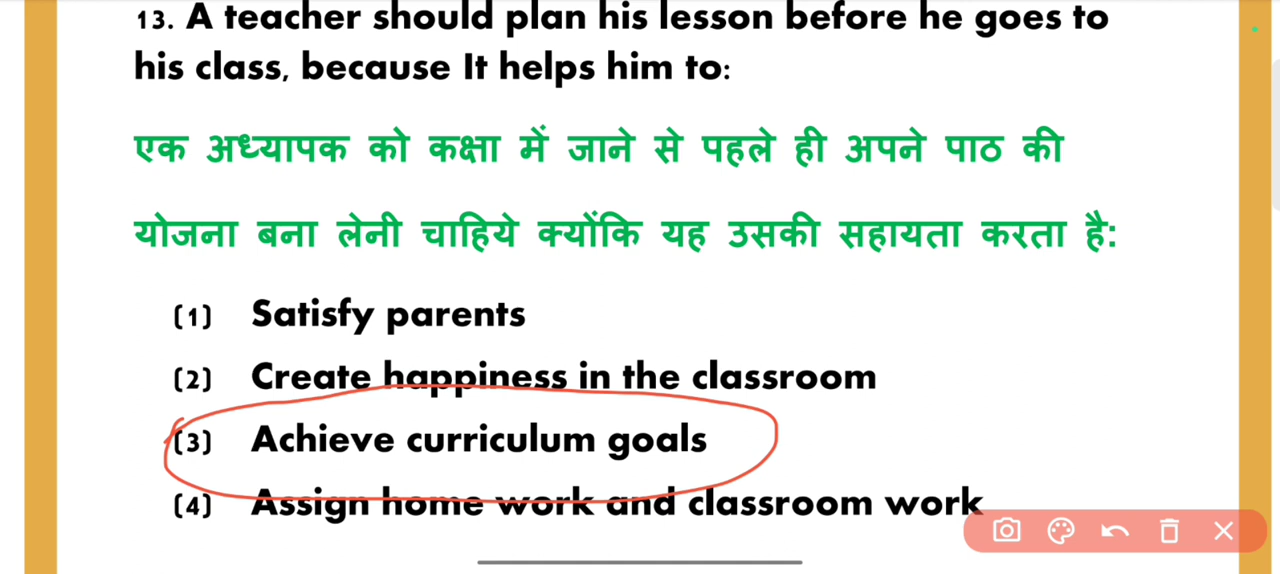 13. A teacher should plan his lesson before he goes to
his class, because It helps him to:
एक अध्यापक को कक्षा में जाने से पहले ही अपने पाठ की
योजना बना लेनी चाहिये क्योंकि यह उसकी सहायता करता है:
(1) Satisfy parents
(2) Create happiness in the classroom
(3) Achieve curriculum goals
(4) Assign home work and classroom work